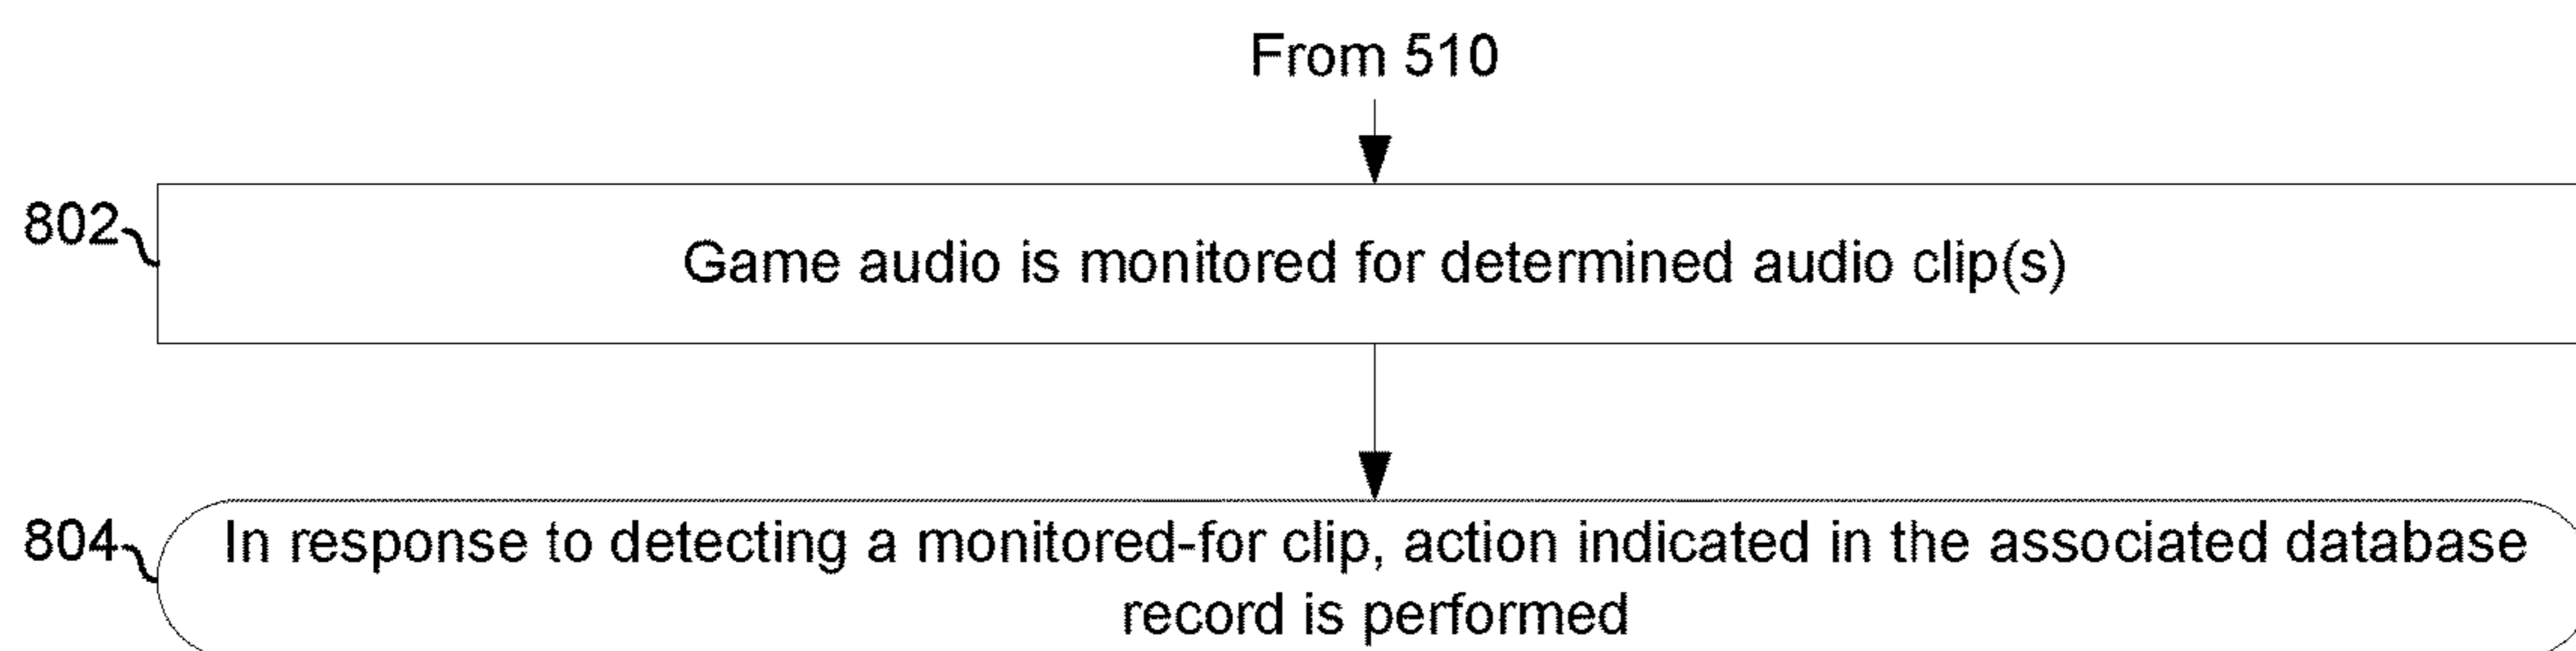 From 510
802
Game audio is monitored for determined audio clip(s)
804
In response to detecting a monitored-for clip, action indicated in the associated database
record is performed